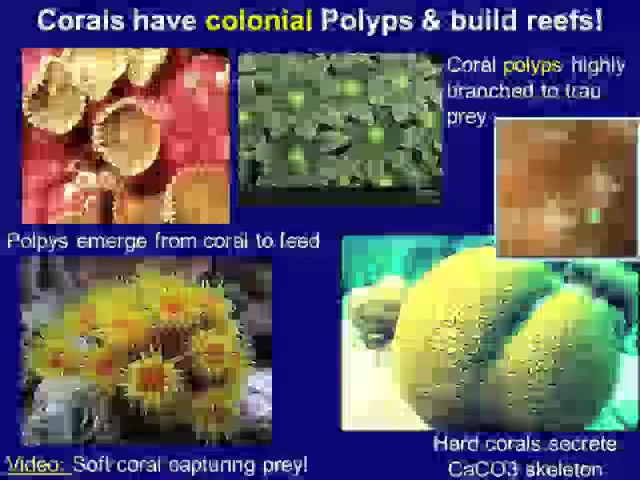 Corals have colonial Polyps & build reefs!
Coral polyps highly
branched to trap
prey
Polpys emerge from coral to feed
Video: Soft coral capturing prey!
Hard corals secrete
CaCO3 skeleton